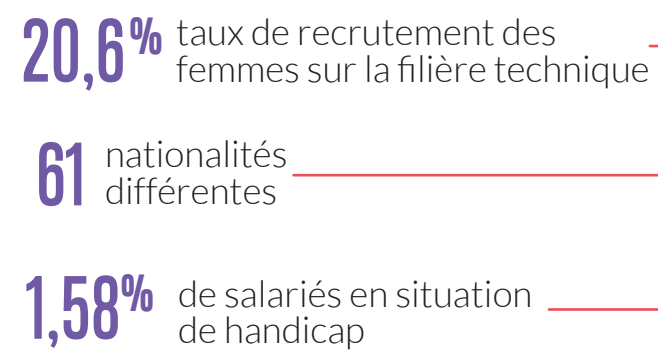 20,6% taux de recrutement des
femmes sur la filière technique
61 nationalités
différentes
1,58% de salariés en situation
de handicap